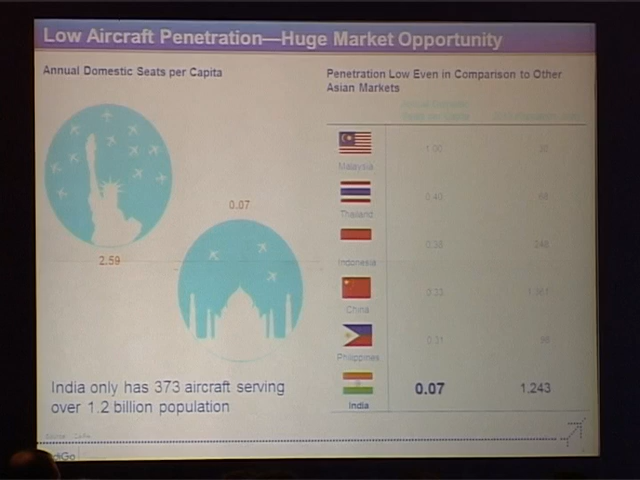 Low Aircraft Penetration—Huge Market Opportunity
Annual Domestic Seats per Capita
Penetration Low Even in Comparison to Other
Asian Markets
2.59
0.07
Malaysia
1.00
Thailand
0.40
Indonesia
248
China
Philippines
India
0.07
1,243
India only has 373 aircraft serving
over 1.2 billion population